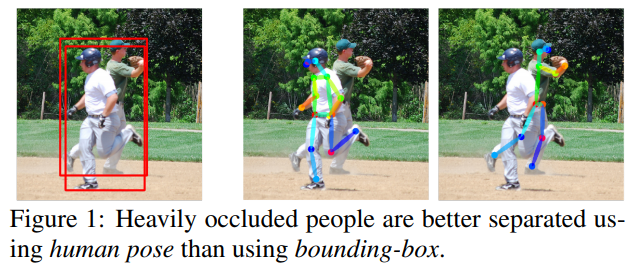 Figure 1: Heavily occluded people are better separated us-
ing human pose than using bounding-box.